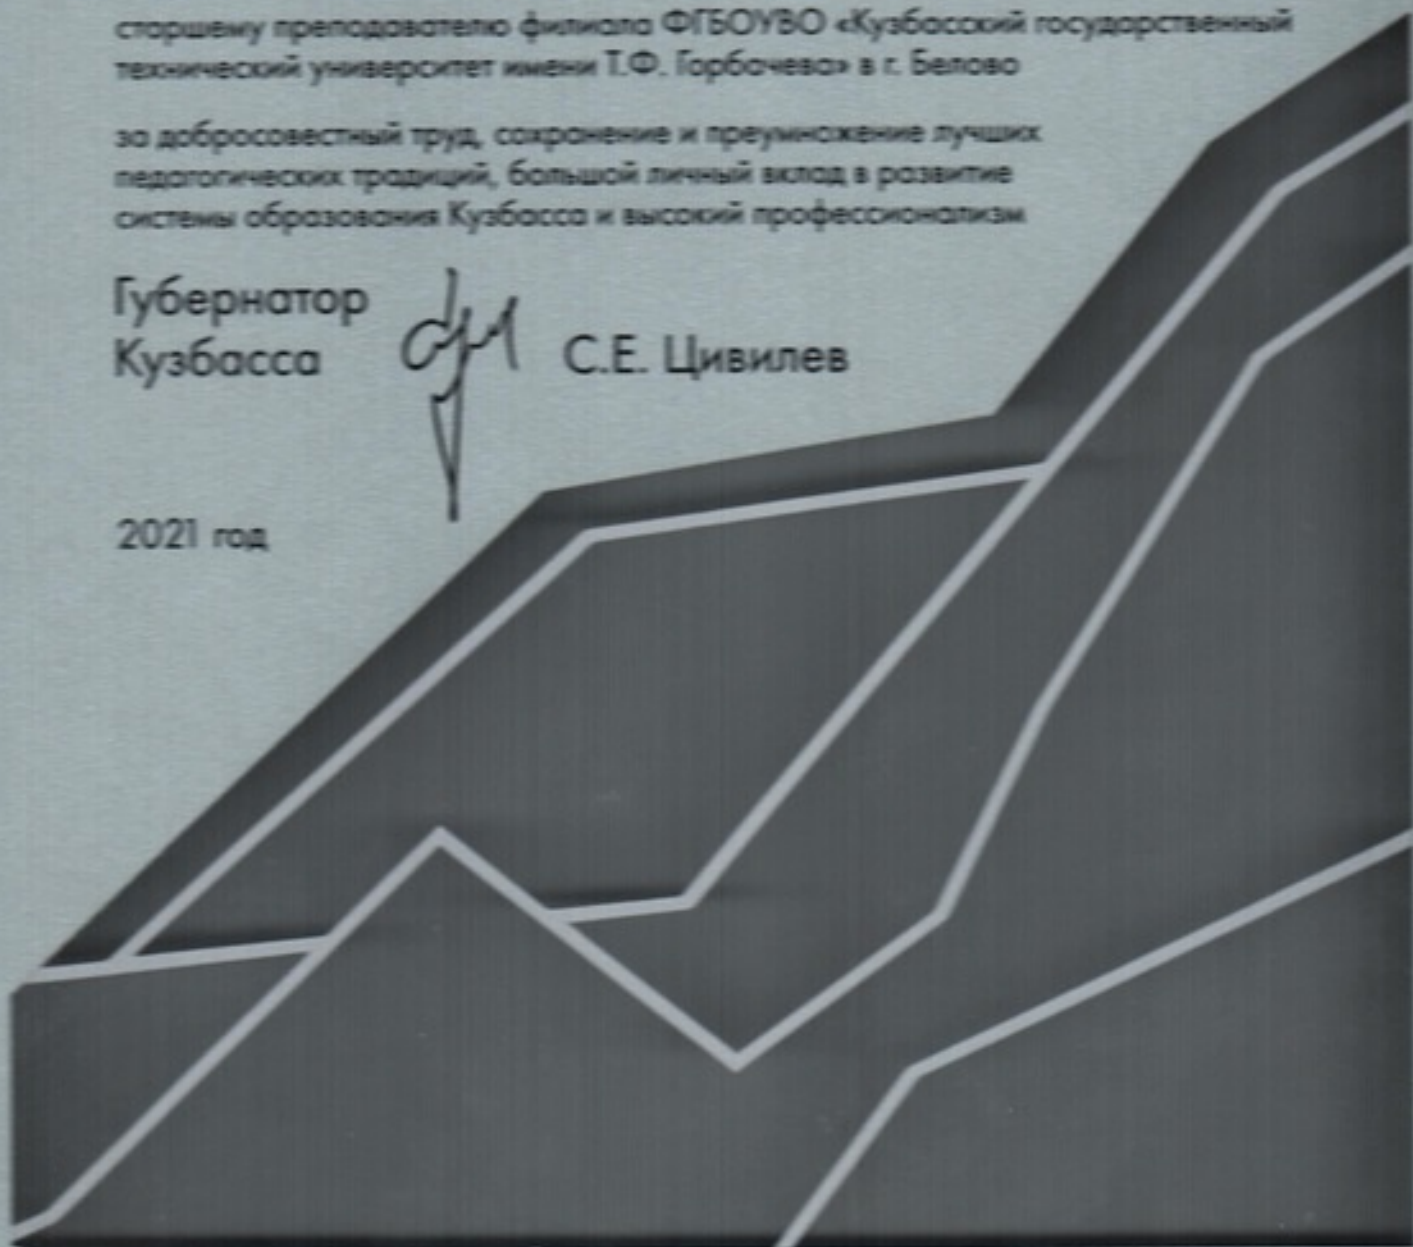 старшему преподавателю филиала ФГБОУВО «Кузбасский государственный
технический университет имени Т.Ф. Горбачева» в г. Белово
за добросовестный труд, сохранение и преумножение лучших
педагогических традиций, большой личный вклад в развитие
системы образования Кузбасса и высокий профессионализм
Губернатор
Кузбасса
С.Е. Цивилев
2021 год